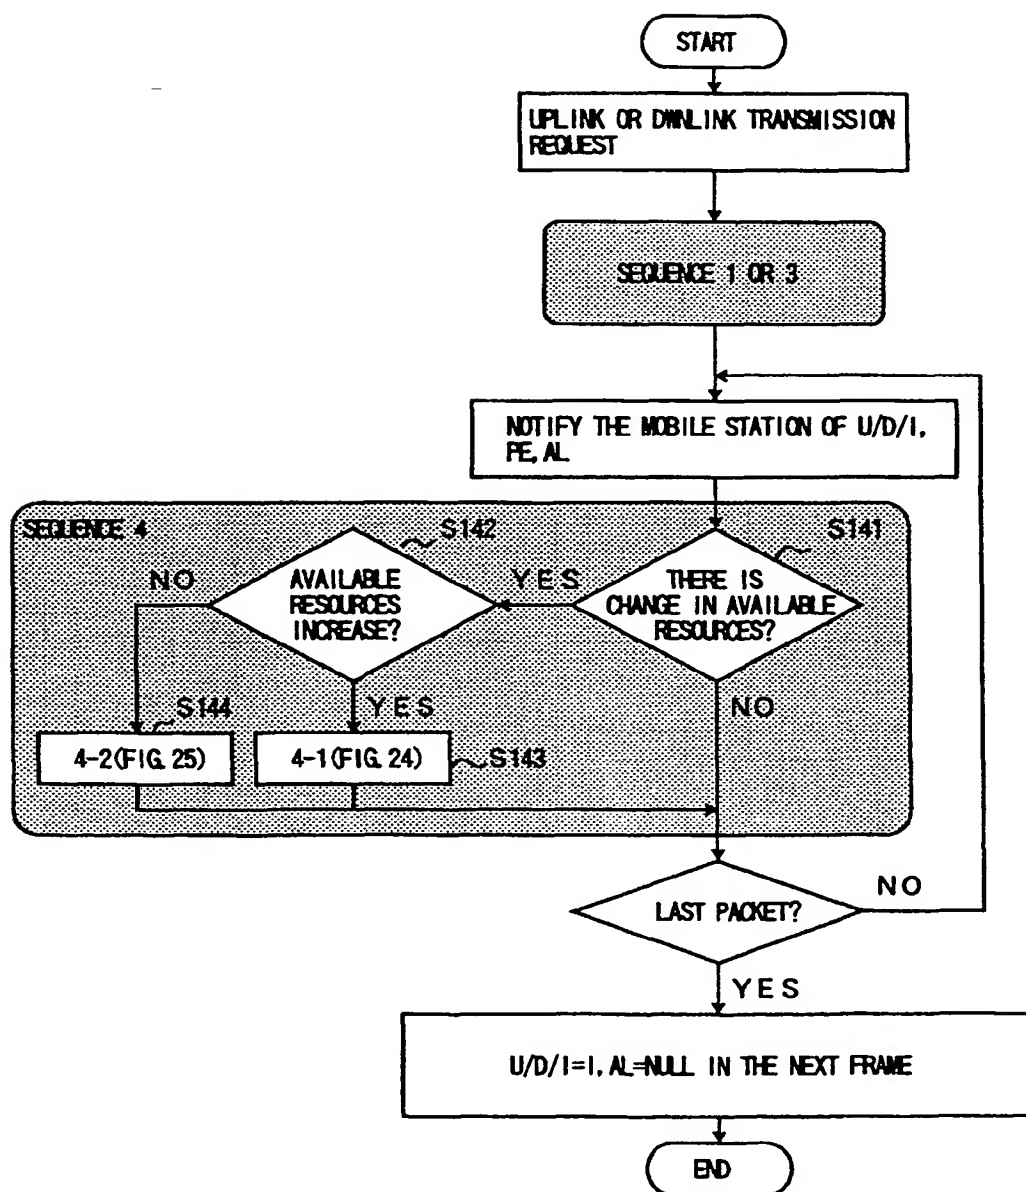 START
UPLINK OR DWNLINK TRANSMISSION
REQUEST
SEQUENCE 1 OR 3
NOTIFY THE MOBILE STATION OF U/D/I,
PE, AL
SEQUENCE 4
S142
S141
NO
AVAILABLE
RESOURCES
INCREASE?
YES
THERE IS
CHANGE IN AVAILABLE
RESOURCES?
S144
YES
NO
4-2(FIG. 25)
4-1(FIG. 24)
S143
LAST PACKET?
NO
YES
U/D/I=I, AL=NULL IN THE NEXT FRAME
END